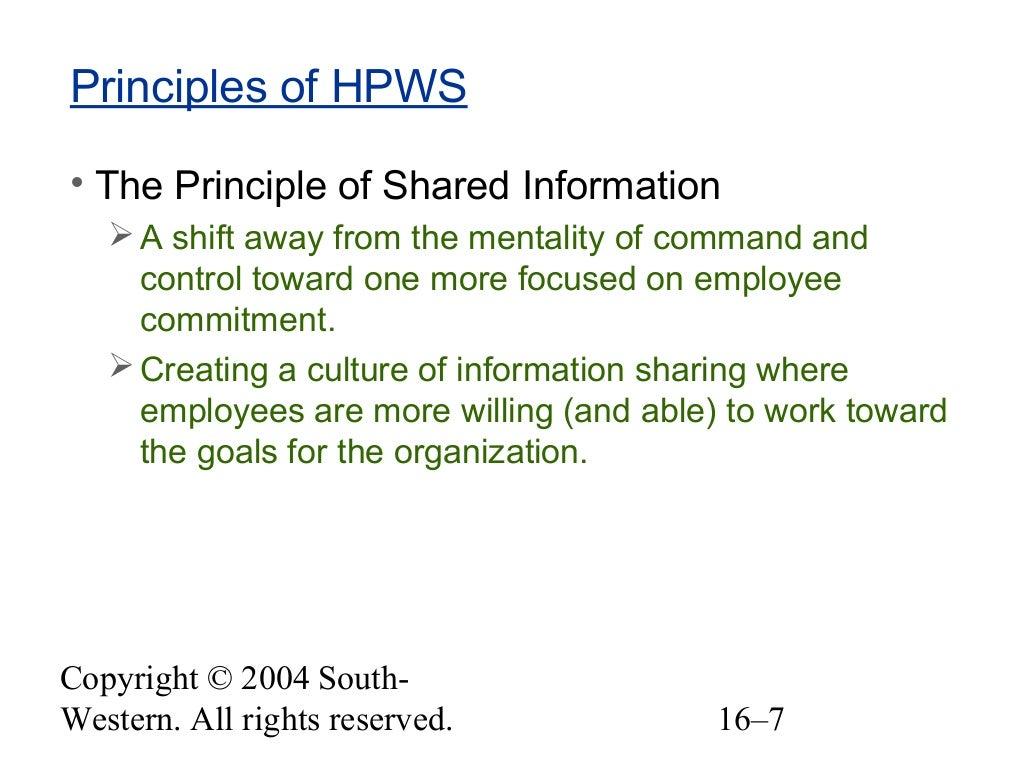 Principles of HPWS
• The Principle of Shared Information
➢ A shift away from the mentality of command and
control toward one more focused on employee
commitment.
➢ Creating a culture of information sharing where
employees are more willing (and able) to work toward
the goals for the organization.
Copyright © 2004 South-
Western. All rights reserved.
16–7